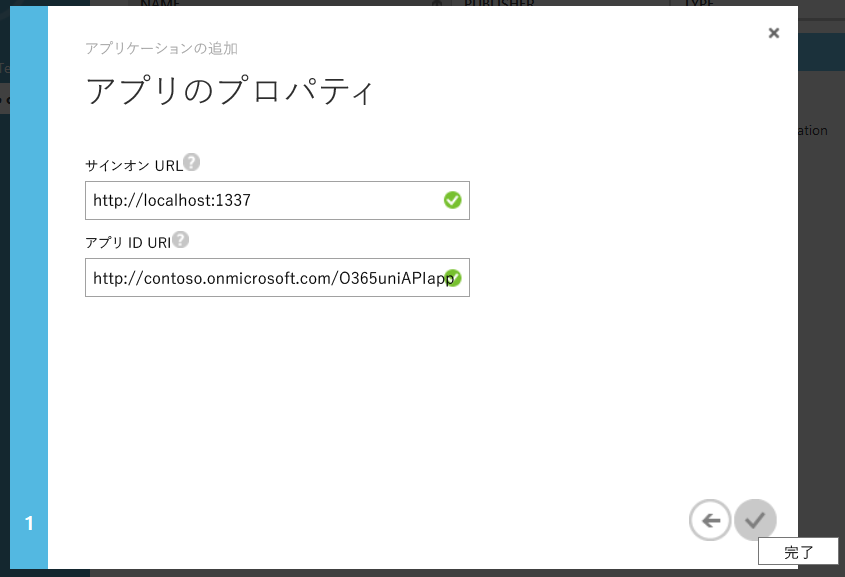 NAME
PUBLISHER
TYPE
アプリケーションの追加
アプリのプロパティ
サインオン URL
http://localhost:1337
アプリ ID URI
http://contoso.onmicrosoft.com/O365uniAPIapp
ation
1
完了